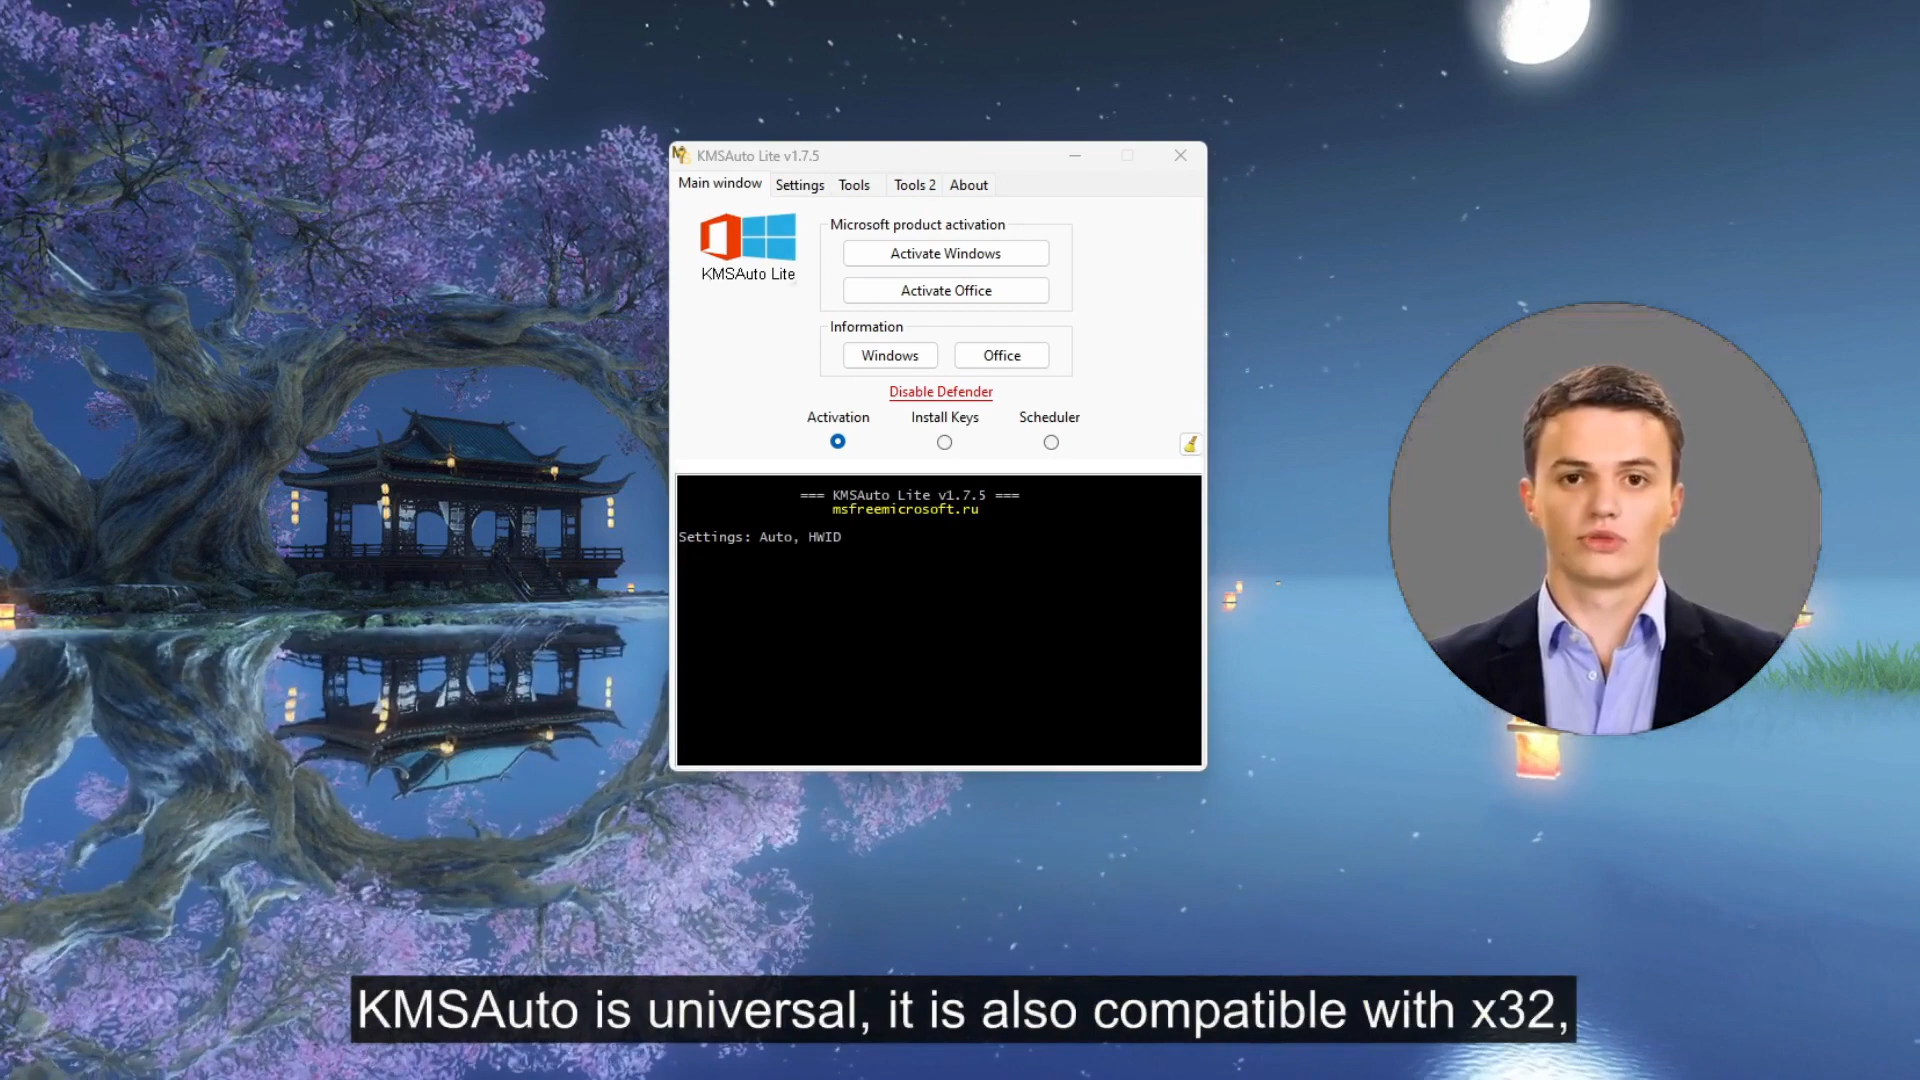 KMSAuto Lite v1.7.5
Main window Settings Tools Tools 2 About
Microsoft product activation
Activate Windows
Activate Office
KMSAuto Lite
Information
Windows Office
Disable Defender
Activation Install Keys Scheduler
=== KMSAuto Lite v1.7.5 ===
msfreemicrosoft.ru
Settings: Auto, HWID
KMSAuto is universal, it is also compatible with x32,